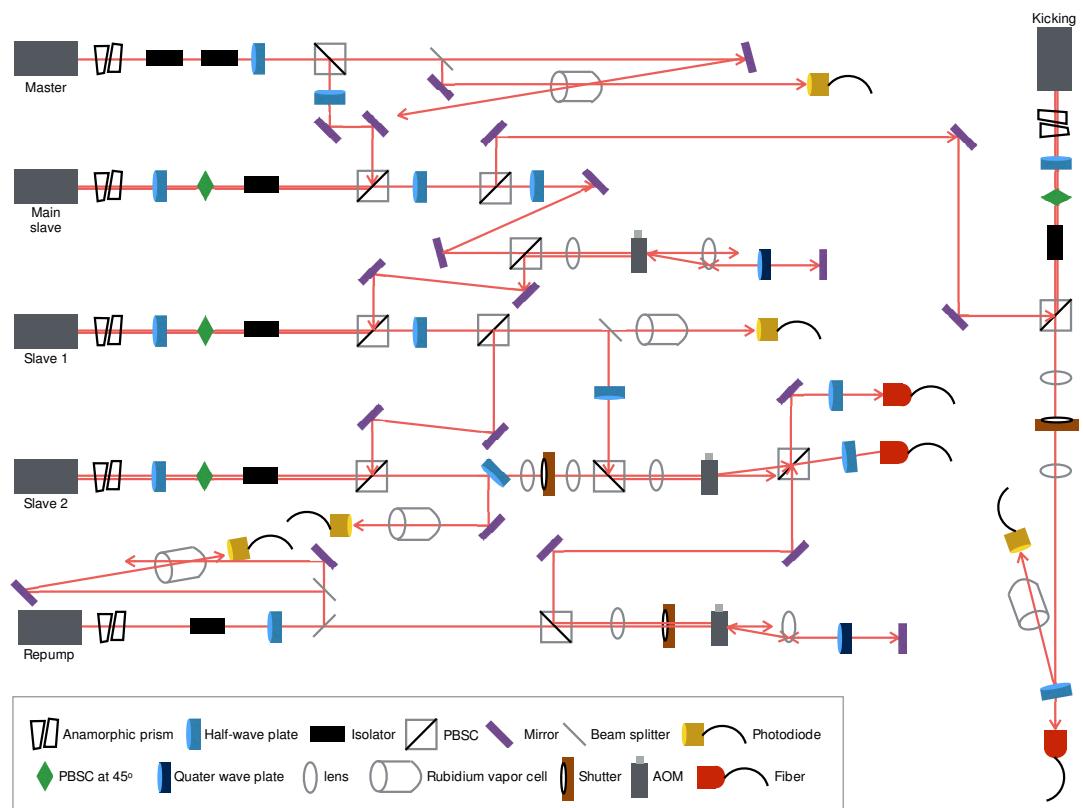 Kicking
Master
Main
slave
Slave 1
Slave 2
Repump
Anamorphic prism
Half-wave plate
Isolator
PBSC
Mirror
Beam splitter
Photodiode
PBSC at 45º
Quater wave plate
lens
Rubidium vapor cell
Shutter
AOM
Fiber